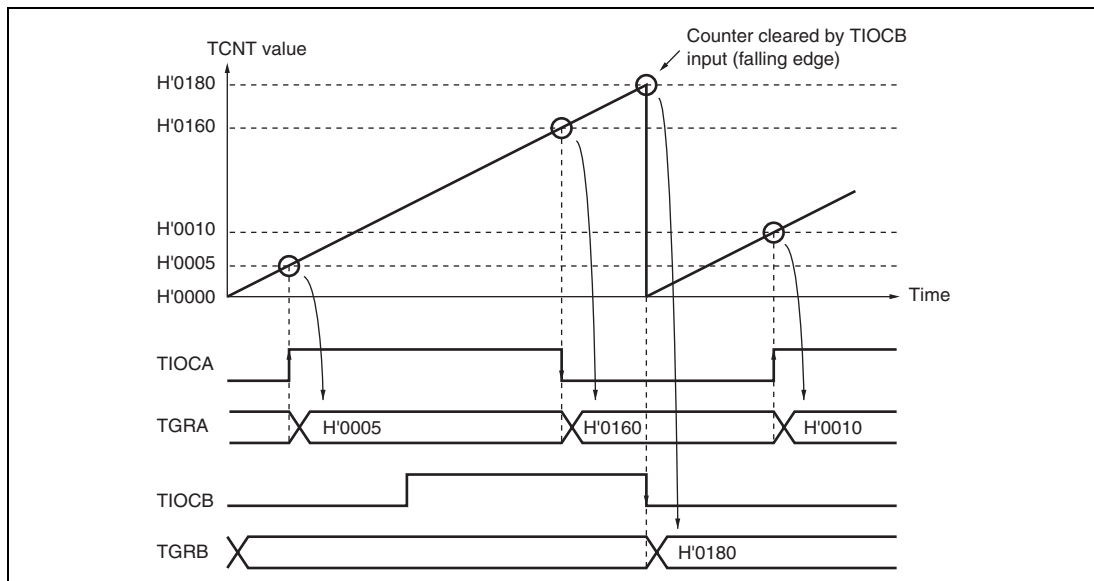 Counter cleared by TIOCB
input (falling edge)
TCNT value
H'0180
H'0160
H'0010
H'0005
H'0000
Time
TIOCA
TGRA
H'0005
H'0160
H'0010
TIOCB
TGRB
H'0180